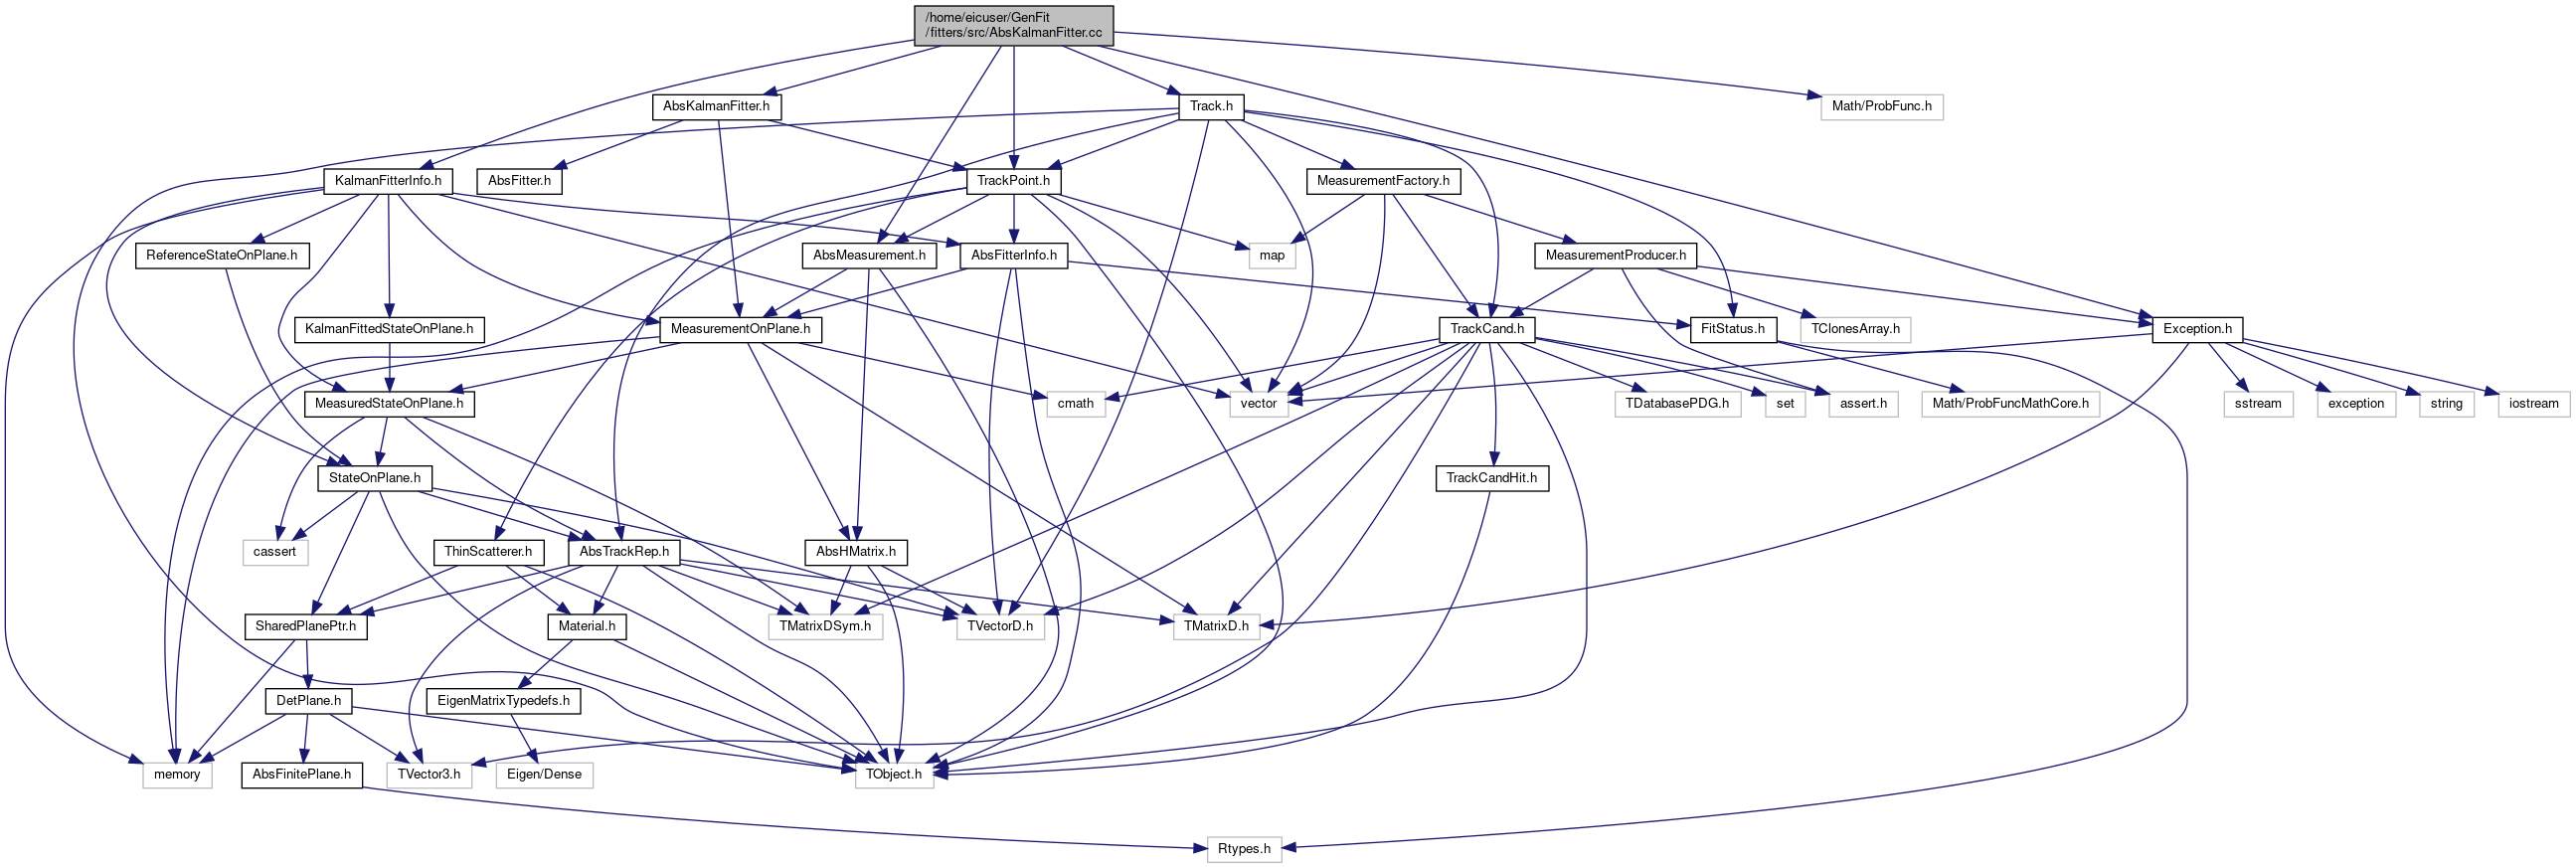 /home/eicuser/GenFit
/fitters/src/AbsKalmanFitter.cc
AbsKalmanFitter.h
Track.h
Math/ProbFunc.h
KalmanFitterInfo.h
AbsFitter.h
TrackPoint.h
MeasurementFactory.h
ReferenceStateOnPlane.h
AbsMeasurement.h
AbsFitterInfo.h
map
MeasurementProducer.h
KalmanFittedStateOnPlane.h
MeasurementOnPlane.h
TrackCand.h
FitStatus.h
TClonesArray.h
Exception.h
MeasuredStateOnPlane.h
cmath
vector
TDatabasePDG.h
set
assert.h
Math/ProbFuncMathCore.h
sstream
exception
string
iostream
StateOnPlane.h
TrackCandHit.h
cassert
ThinScatterer.h
AbsTrackRep.h
AbsHMatrix.h
SharedPlanePtr.h
Material.h
TMatrixDSym.h
TVectorD.h
TMatrixD.h
DetPlane.h
EigenMatrixTypedefs.h
memory
AbsFinitePlane.h
TVector3.h
Eigen/Dense
TObject.h
Rtypes.h